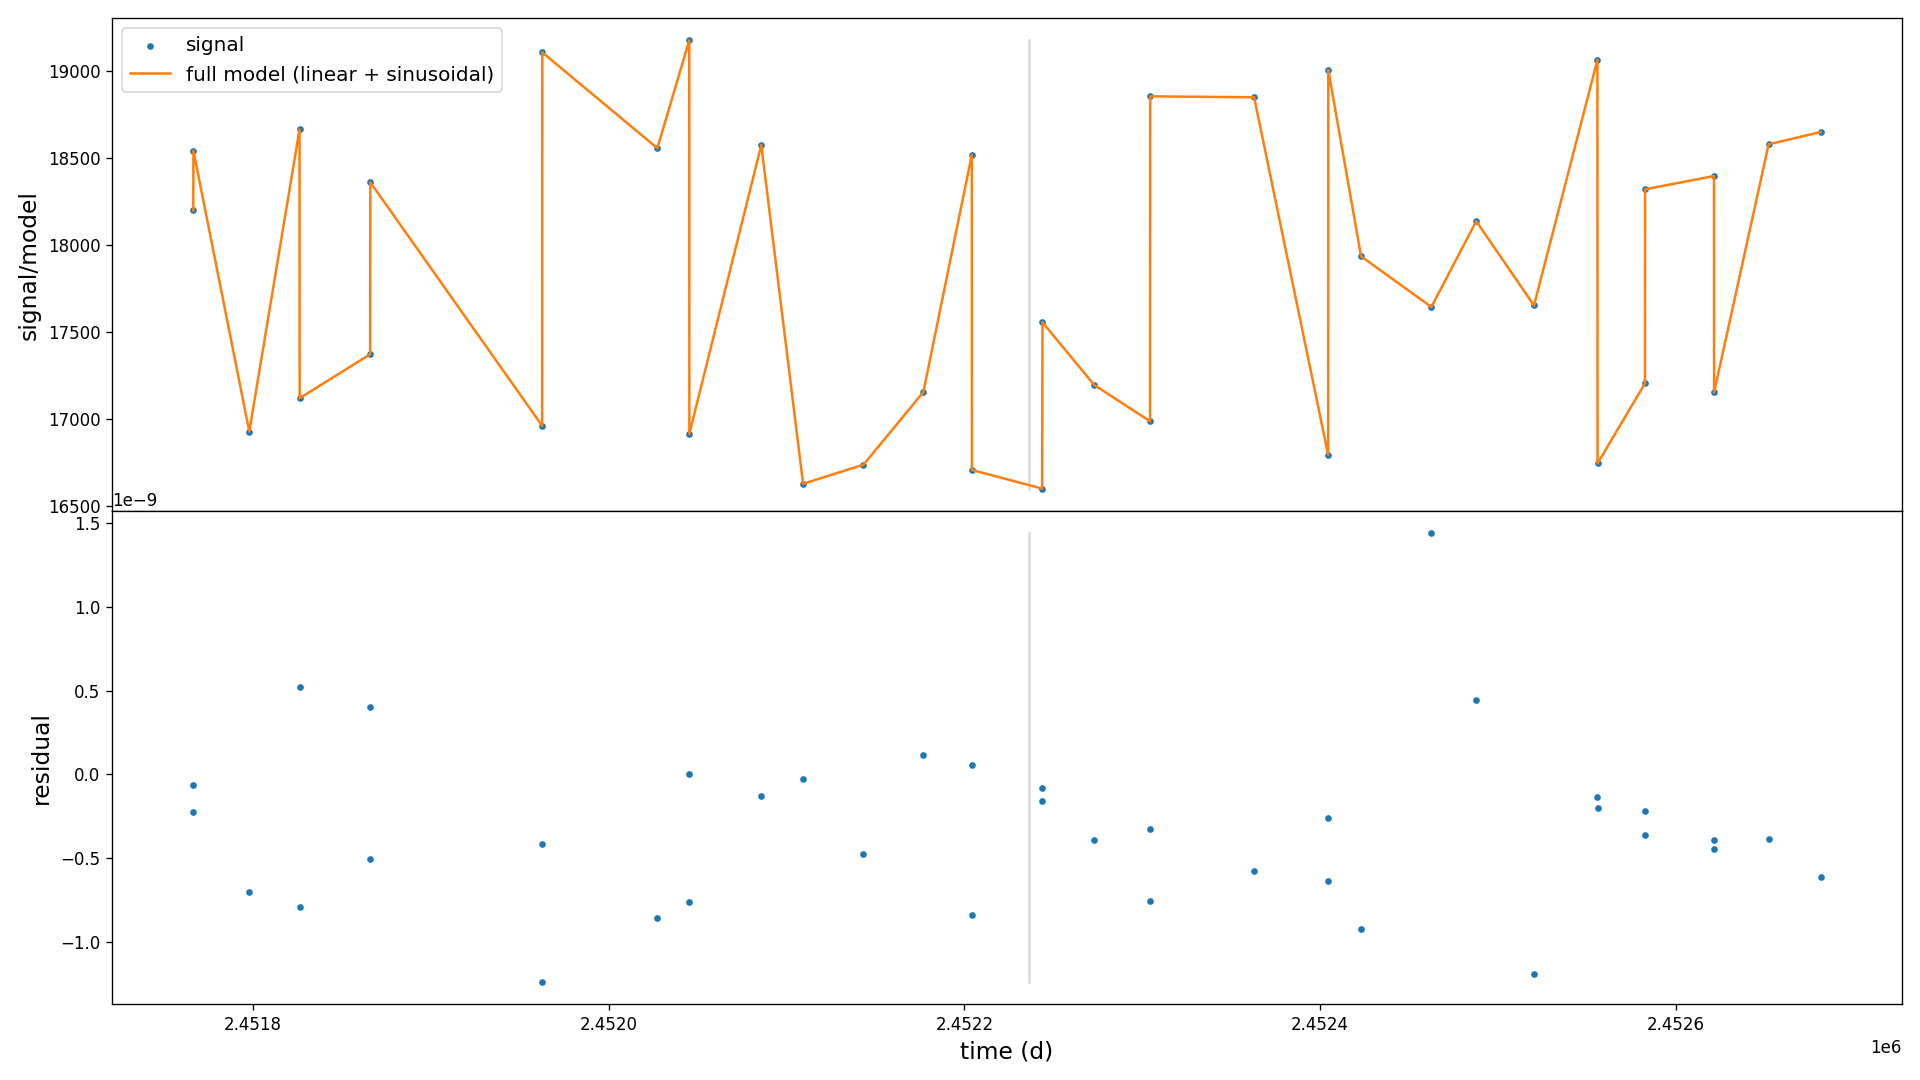 signal
full model (linear + sinusoidal)
signal/model
19000
18500
18000
17500
17000
16500
1e−9
residual
1.5
1.0
0.5
0.0
−0.5
−1.0
2.4518
2.4520
2.4522
2.4524
2.4526
time (d)
1e6